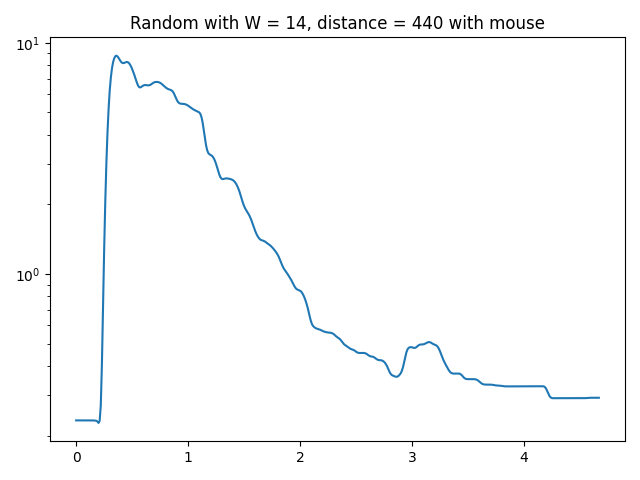 Random with W = 14, distance = 440 with mouse
10¹
10⁰
0 1 2 3 4